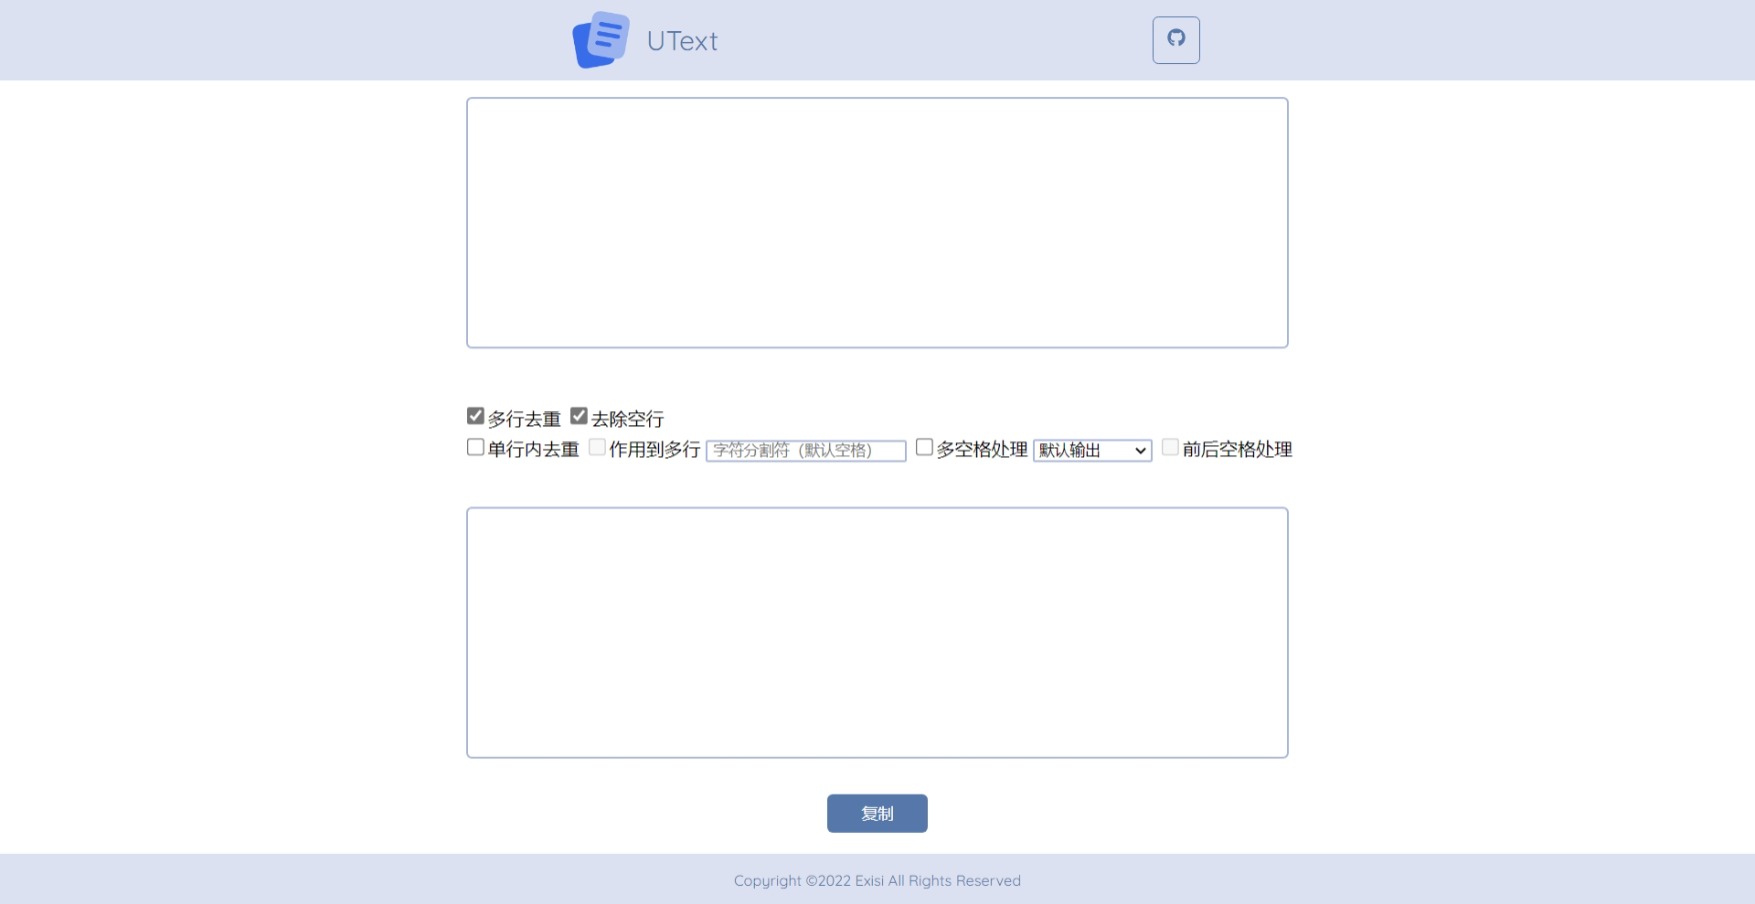 UText
多行去重 去除空行
单行内去重 作用到多行 字符分割符（默认空格） 多空格处理 默认输出 前后空格处理
复制
Copyright ©2022 Exisi All Rights Reserved